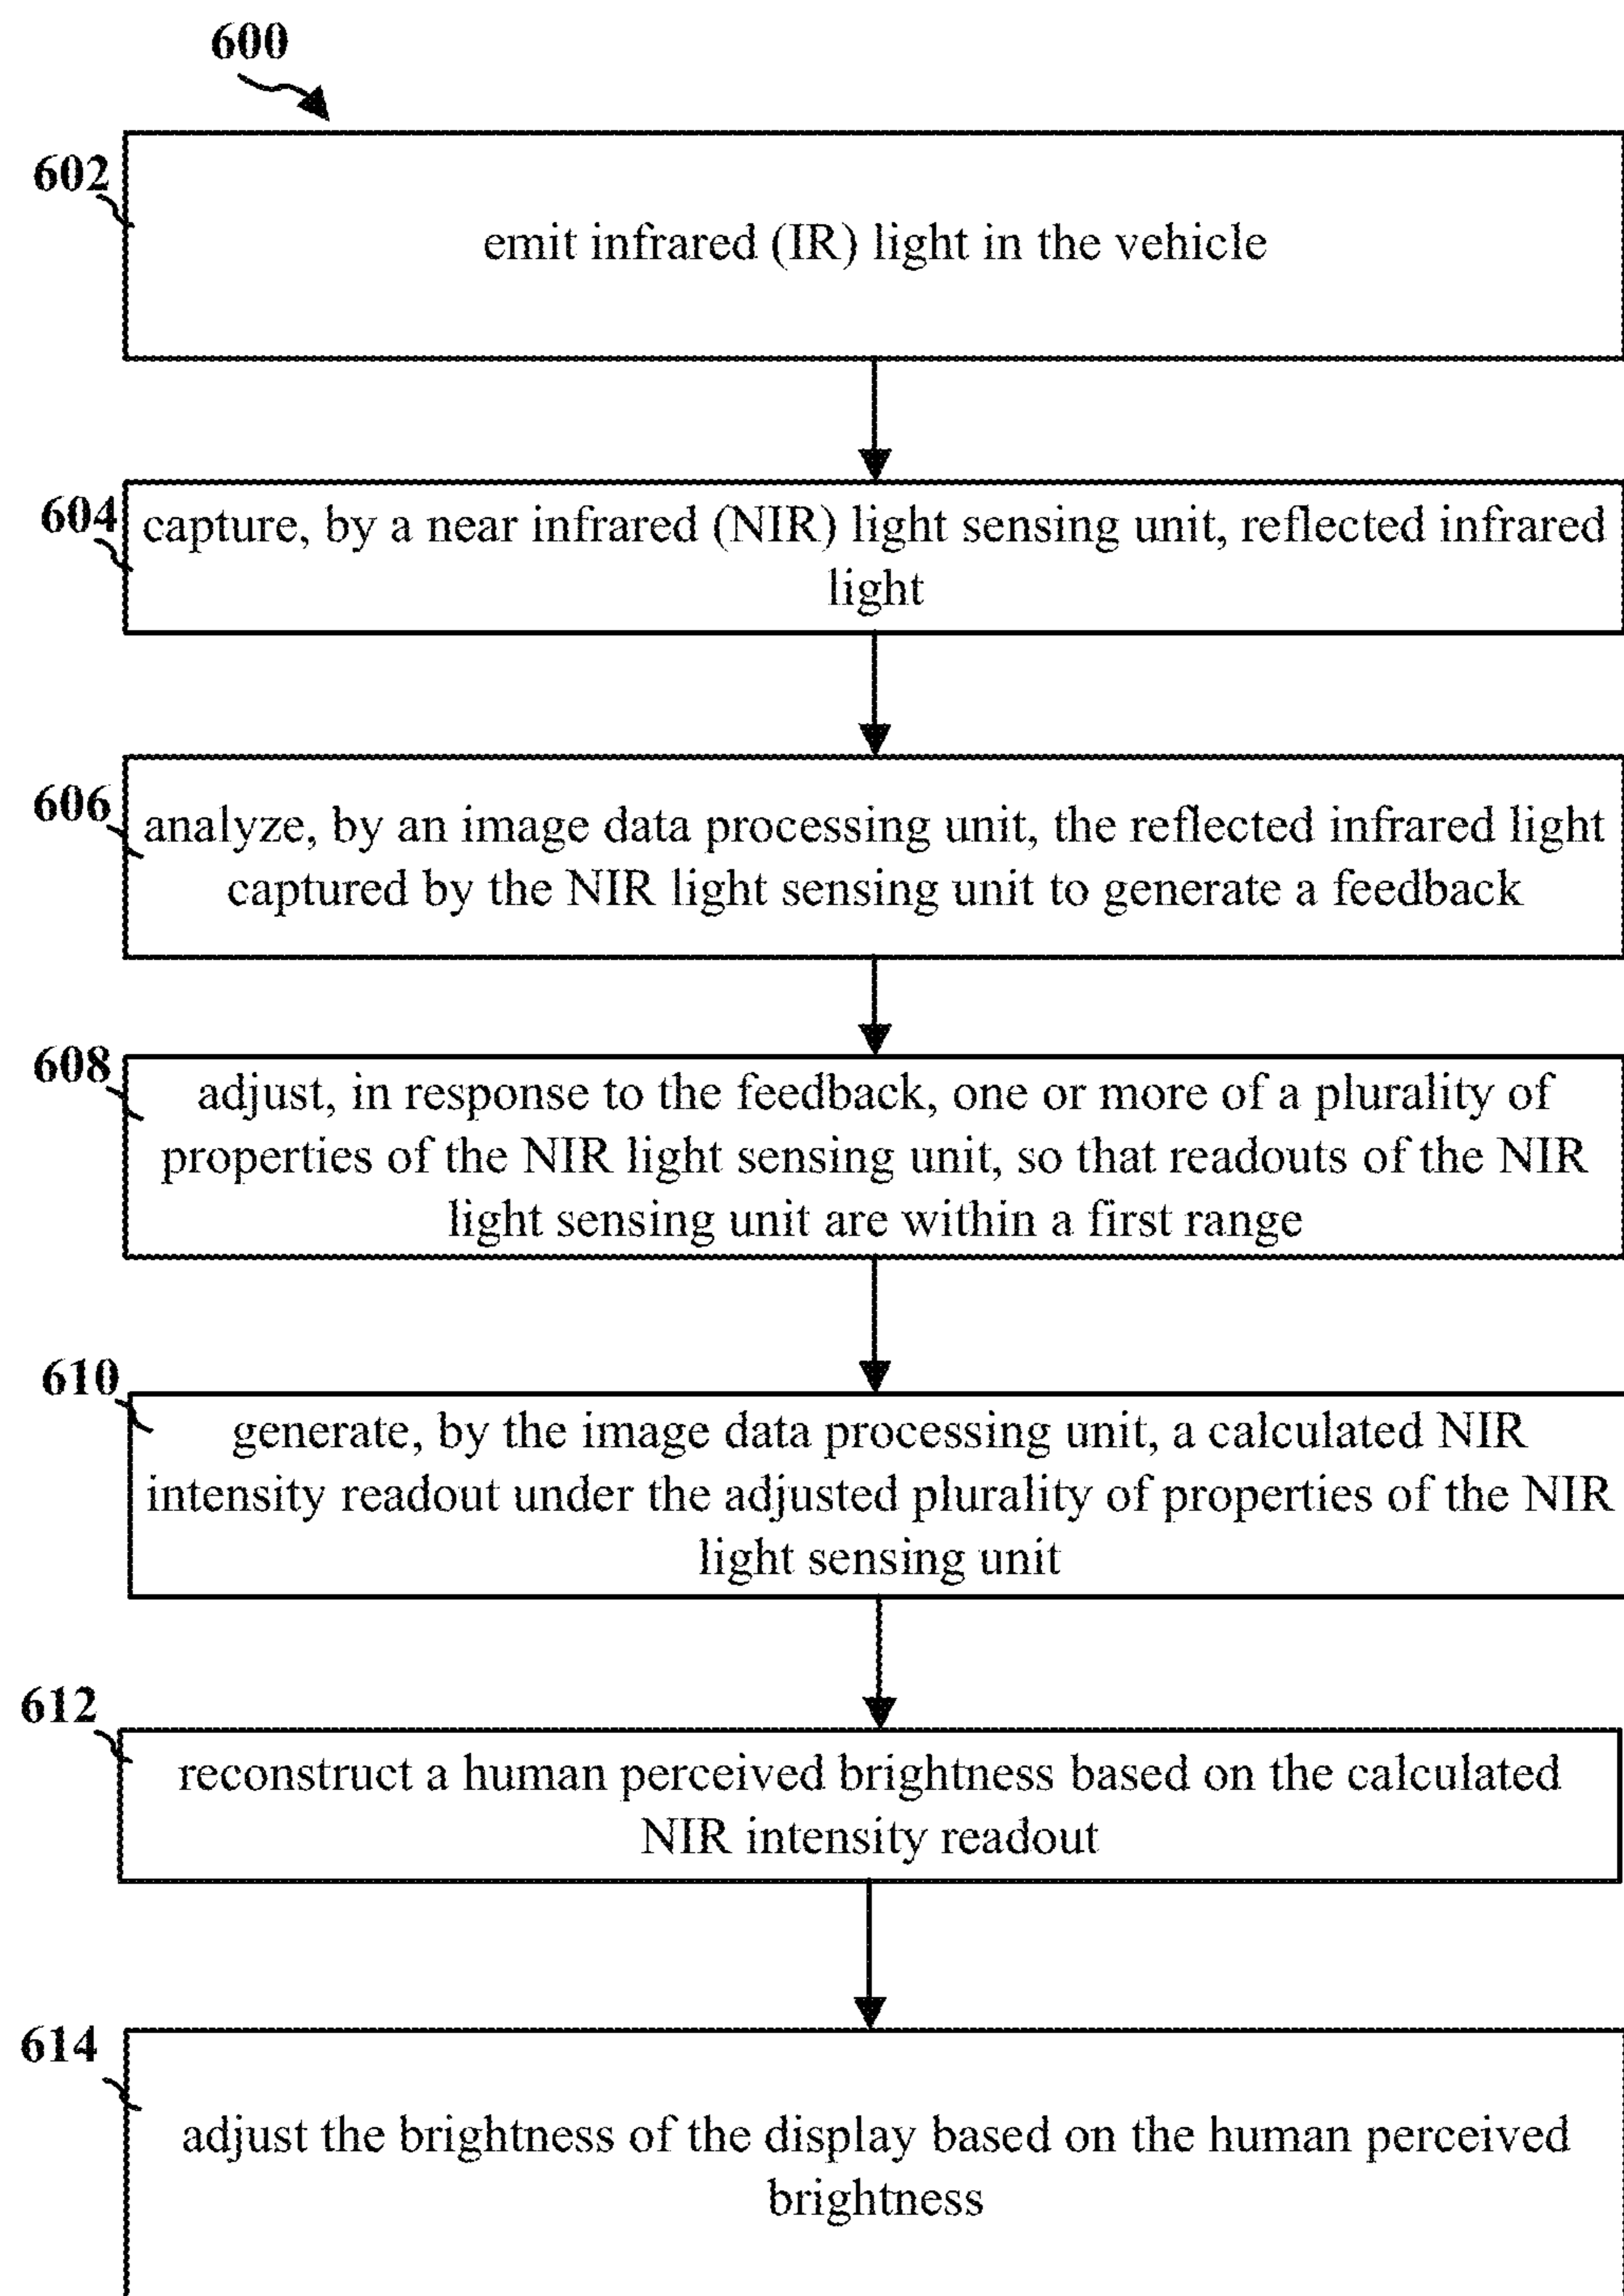 600
602
emit infrared (IR) light in the vehicle
604
capture, by a near infrared (NIR) light sensing unit, reflected infrared
light
606
analyze, by an image data processing unit, the reflected infrared light
captured by the NIR light sensing unit to generate a feedback
608
adjust, in response to the feedback, one or more of a plurality of
properties of the NIR light sensing unit, so that readouts of the NIR
light sensing unit are within a first range
610
generate, by the image data processing unit, a calculated NIR
intensity readout under the adjusted plurality of properties of the NIR
light sensing unit
612
reconstruct a human perceived brightness based on the calculated
NIR intensity readout
614
adjust the brightness of the display based on the human perceived
brightness